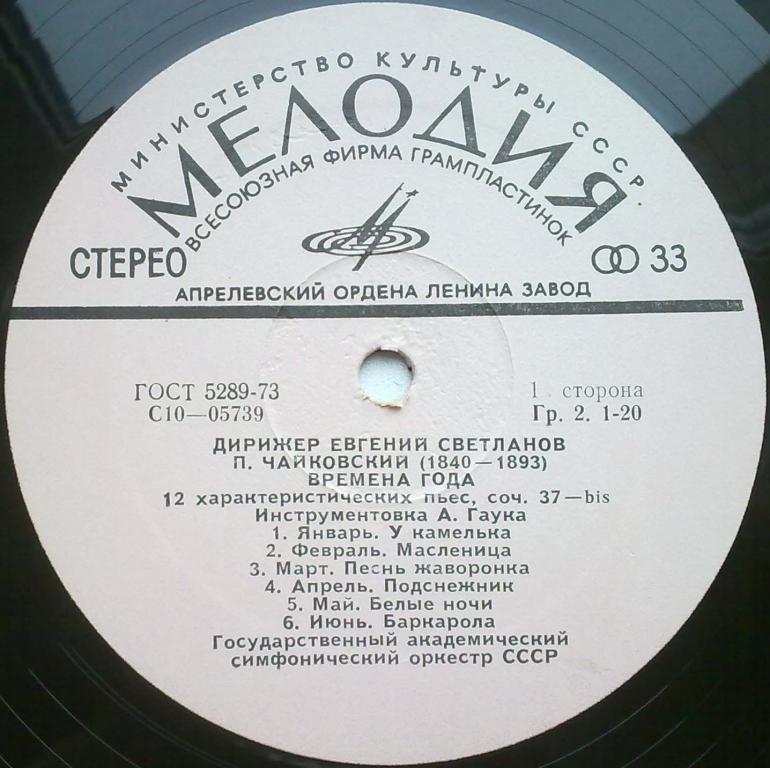 МИНИСТЕРСТВО КУЛЬТУРЫ СССР
МЕЛОДИЯ
ВСЕСОЮЗНАЯ ФИРМА ГРАМПЛАСТИНОК
СТЕРЕО 33
АПРЕЛЕВСКИЙ ОРДЕНА ЛЕНИНА ЗАВОД
ГОСТ 5289-73 1 сторона
С10—05739 Гр. 2. 1-20
ДИРИЖЕР ЕВГЕНИЙ СВЕТЛАНОВ
П. ЧАЙКОВСКИЙ (1840—1893)
ВРЕМЕНА ГОДА
12 характеристических пьес, соч. 37—bis
Инструментовка А. Гаука
1. Январь. У камелька
2. Февраль. Масленица
3. Март. Песнь жаворонка
4. Апрель. Подснежник
5. Май. Белые ночи
6. Июнь. Баркарола
Государственный академический
симфонический оркестр СССР